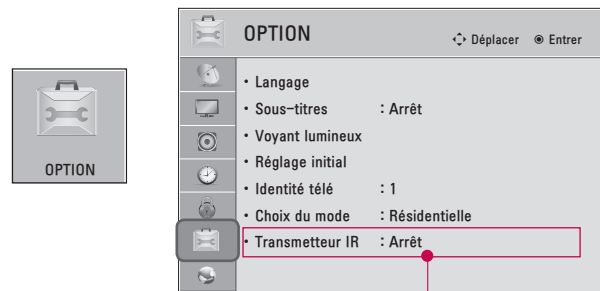 OPTION
OPTION
Déplacer Entrer
• Langage
• Sous-titres : Arrêt
• Voyant lumineux
• Réglage initial
• Identité télé : 1
• Choix du mode : Résidentielle
• Transmetteur IR : Arrêt